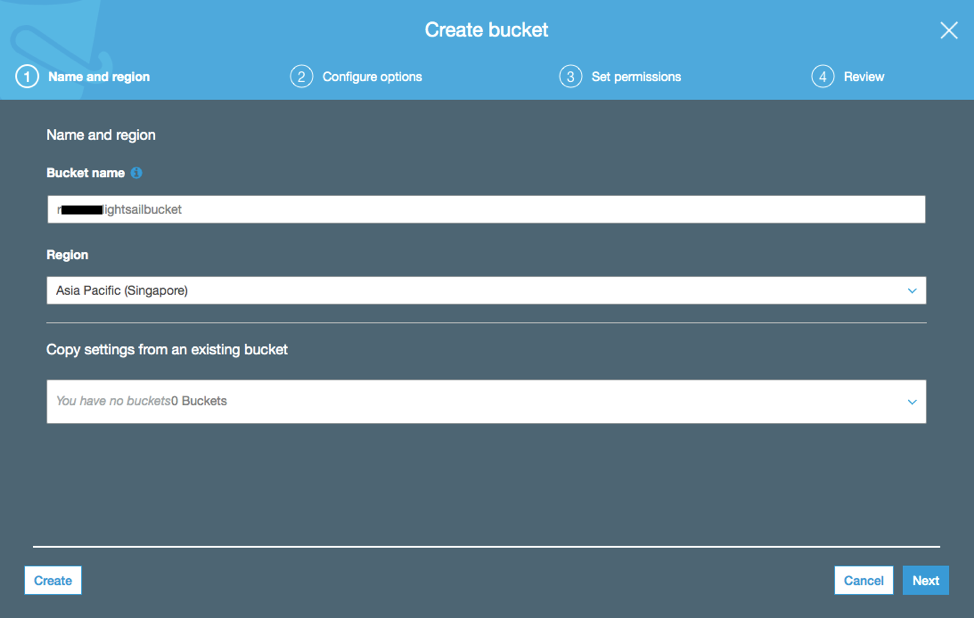 Create bucket
1 Name and region 2 Configure options 3 Set permissions 4 Review
Name and region
Bucket name
lightsailbucket
Region
Asia Pacific (Singapore)
Copy settings from an existing bucket
You have no buckets0 Buckets
Create Cancel Next